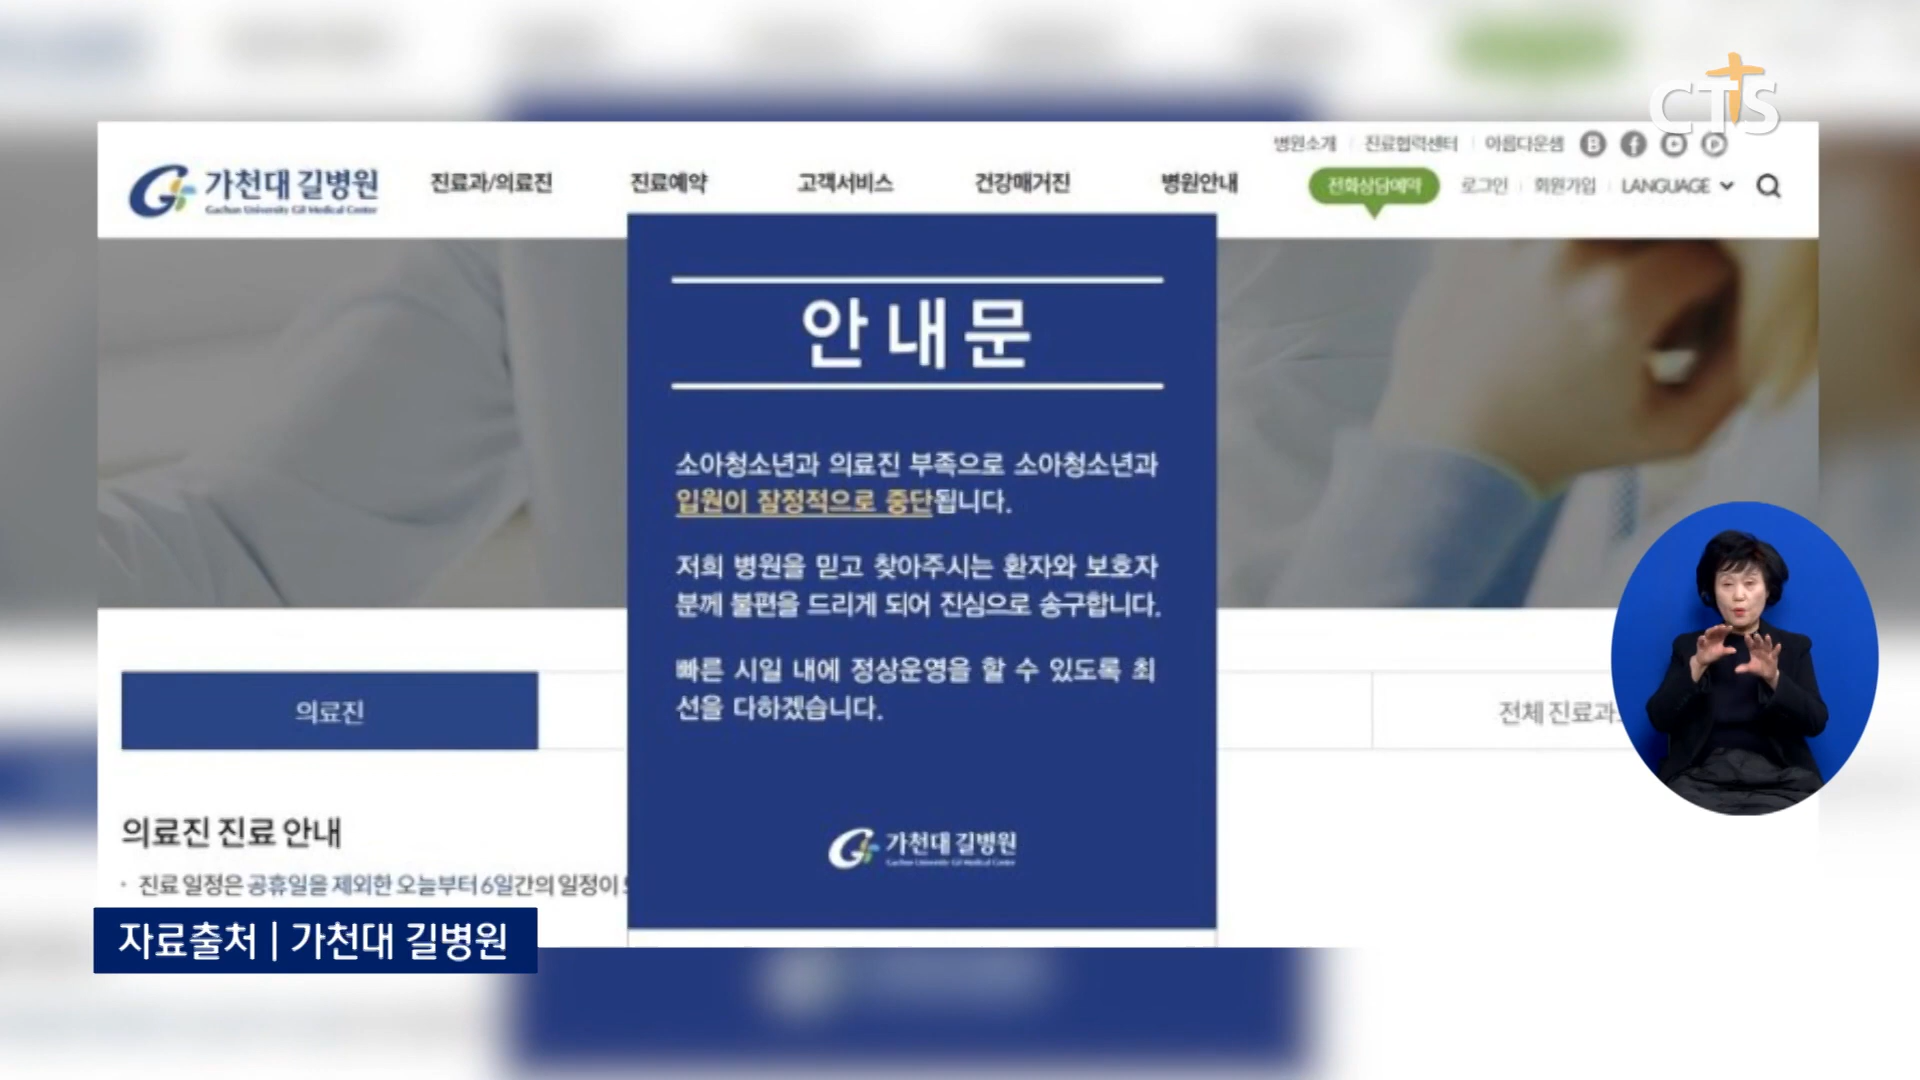 CTS
병원소개 진료협력센터 아름다운샘
가천대 길병원
Gachon University Gil Medical Center
진료과/의료진 진료예약 고객서비스 건강매거진 병원안내
전화상담예약 로그인 회원가입 LANGUAGE
안내문
소아청소년과 의료진 부족으로 소아청소년과
입원이 잠정적으로 중단됩니다.
저희 병원을 믿고 찾아주시는 환자와 보호자
분께 불편을 드리게 되어 진심으로 송구합니다.
빠른 시일 내에 정상운영을 할 수 있도록 최
선을 다하겠습니다.
가천대 길병원
Gachon University Gil Medical Center
의료진
전체 진료과
의료진 진료 안내
· 진료 일정은 공휴일을 제외한 오늘부터 6일간의 일정이
자료출처 | 가천대 길병원